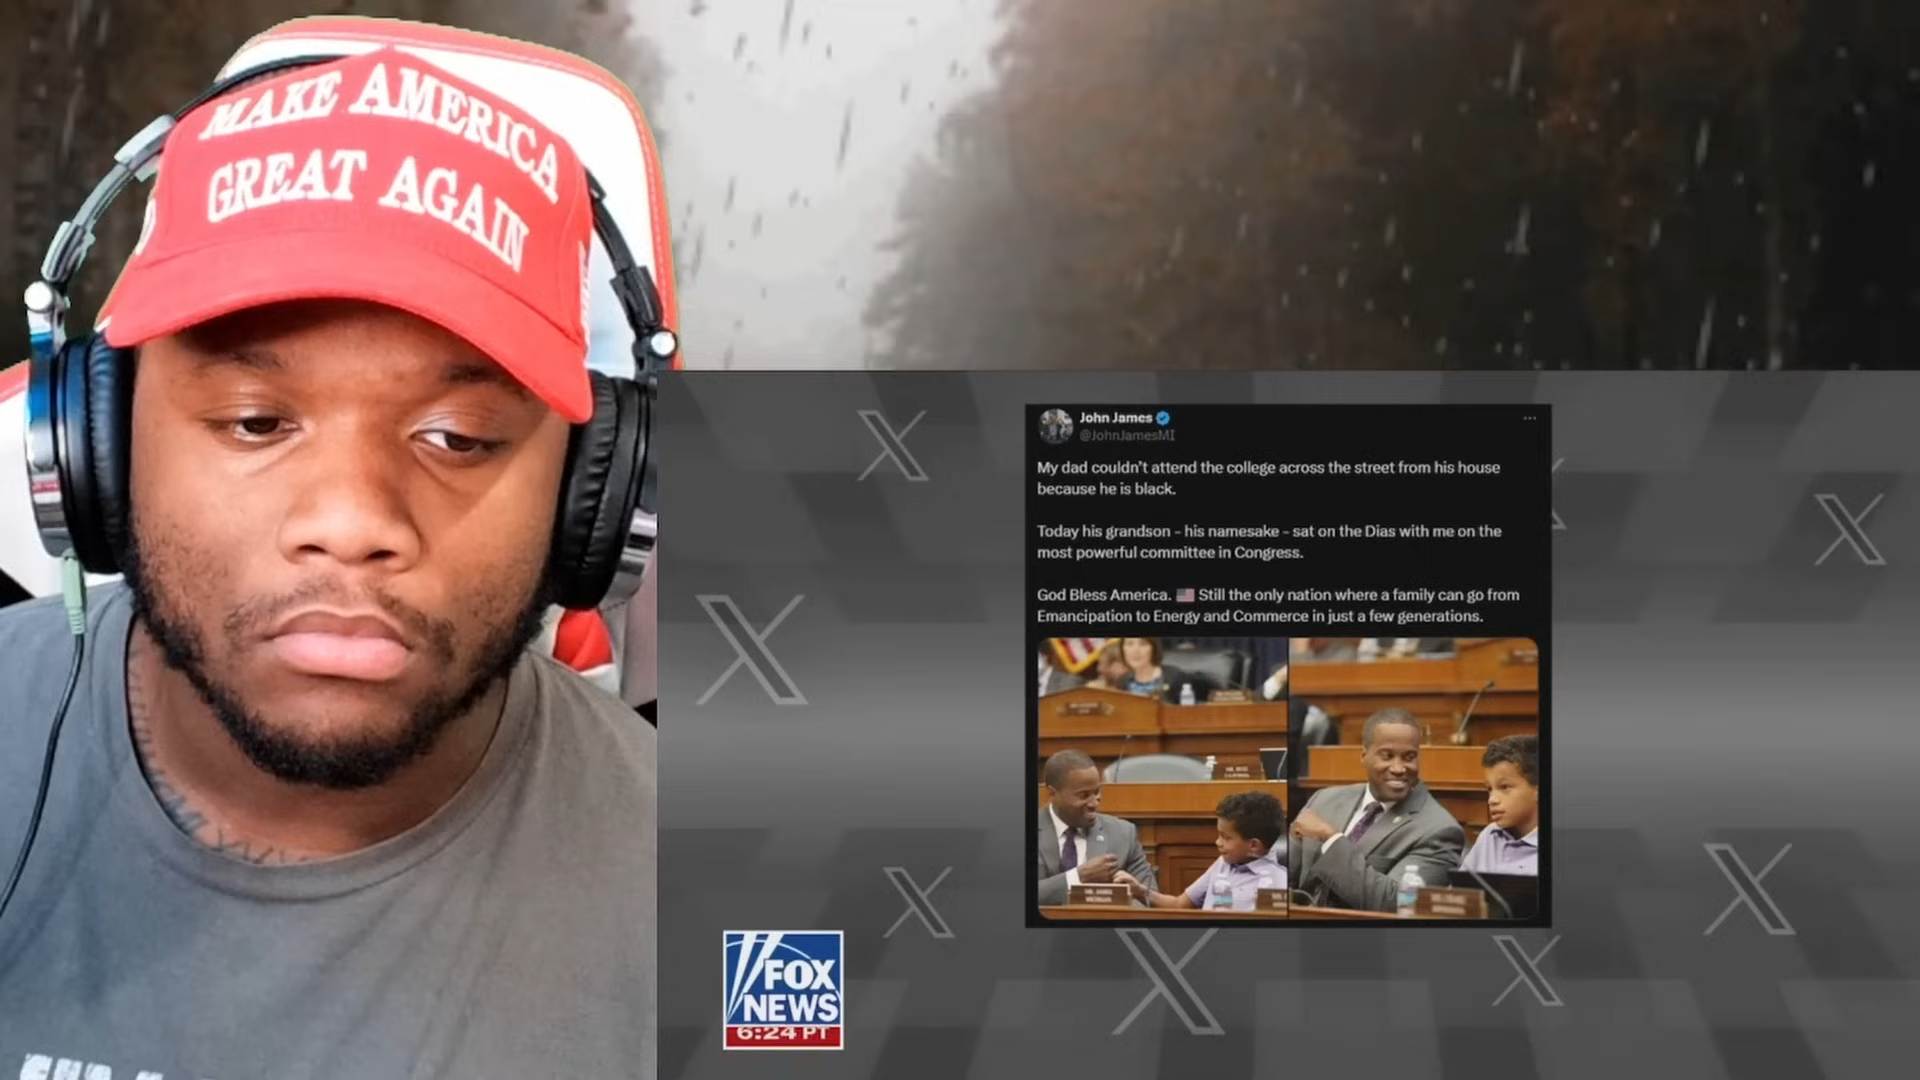 MAKE AMERICA
GREAT AGAIN
John James
@JohnJamesMI
My dad couldn't attend the college across the street from his house
because he is black.
Today his grandson – his namesake – sat on the Dias with me on the
most powerful committee in Congress.
God Bless America. 🇺🇸 Still the only nation where a family can go from
Emancipation to Energy and Commerce in just a few generations.
MR. JAMES
MICHIGAN
FOX
NEWS
6:24 PT